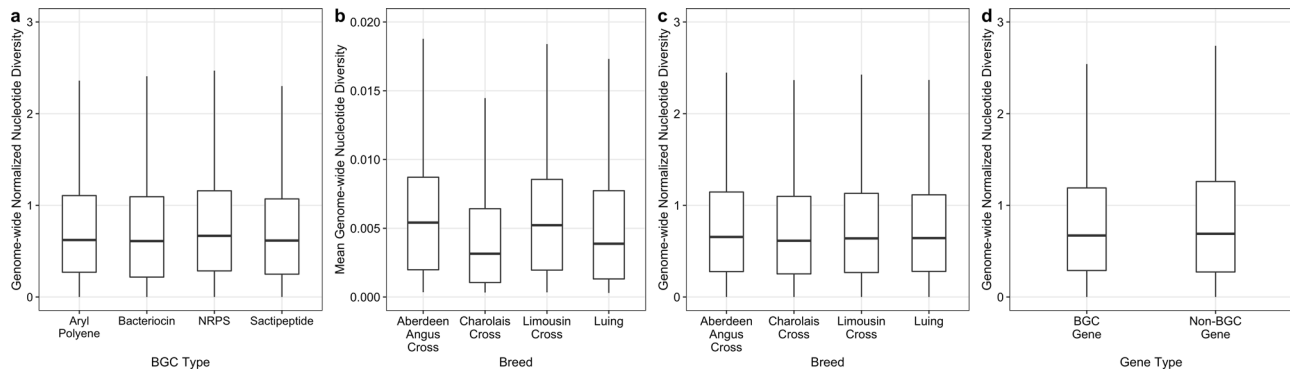 a
Genome-wide Normalized Nucleotide Diversity
3
2
1
0
Aryl
Polyene
Bacteriocin
NRPS
Sactipeptide
BGC Type
b
Mean Genome-wide Nucleotide Diversity
0.020
0.015
0.010
0.005
0.000
Aberdeen
Angus
Cross
Charolais
Cross
Limousin
Cross
Luing
Breed
c
Genome-wide Normalized Nucleotide Diversity
3
2
1
0
Aberdeen
Angus
Cross
Charolais
Cross
Limousin
Cross
Luing
Breed
d
Genome-wide Normalized Nucleotide Diversity
3
2
1
0
BGC
Gene
Non-BGC
Gene
Gene Type